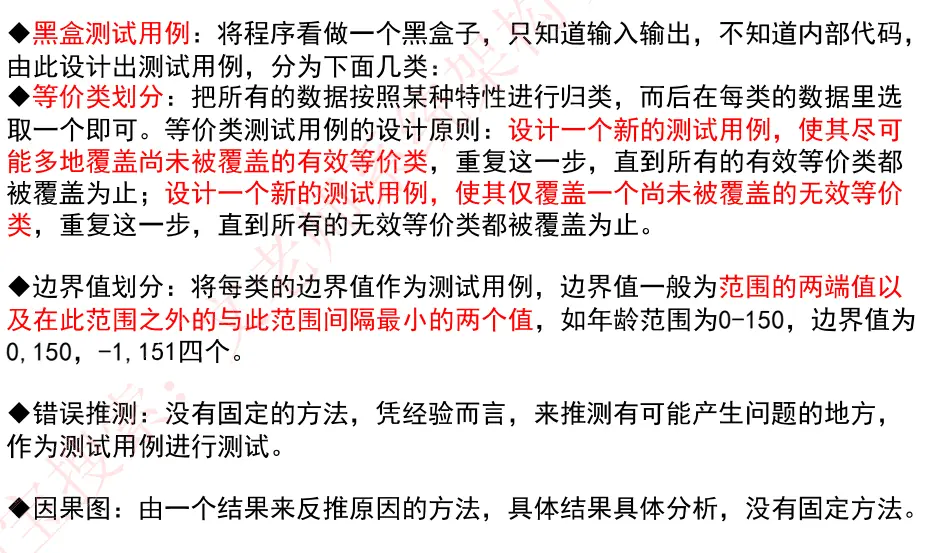 ◆黑盒测试用例：将程序看做一个黑盒子，只知道输入输出，不知道内部代码，
由此设计出测试用例，分为下面几类：
◆等价类划分：把所有的数据按照某种特性进行归类，而后在每类的数据里选
取一个即可。等价类测试用例的设计原则：设计一个新的测试用例，使其尽可
能多地覆盖尚未被覆盖的有效等价类，重复这一步，直到所有的有效等价类都
被覆盖为止；设计一个新的测试用例，使其仅覆盖一个尚未被覆盖的无效等价
类，重复这一步，直到所有的无效等价类都被覆盖为止。
◆边界值划分：将每类的边界值作为测试用例，边界值一般为范围的两端值以
及在此范围之外的与此范围间隔最小的两个值，如年龄范围为0-150，边界值为
0,150，-1,151四个。
◆错误推测：没有固定的方法，凭经验而言，来推测有可能产生问题的地方，
作为测试用例进行测试。
◆因果图：由一个结果来反推原因的方法，具体结果具体分析，没有固定方法。